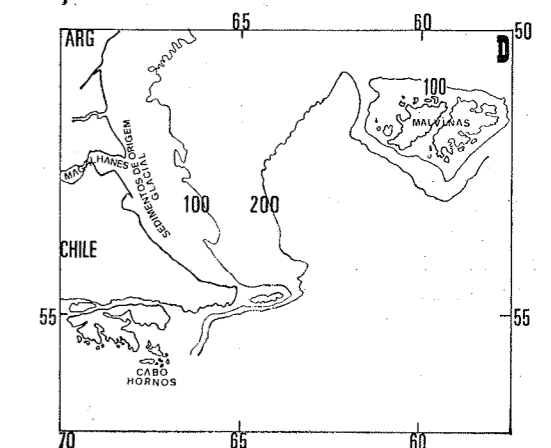 65
60
50
ARG
D
100
MALVINAS
MAGALHANES
SEDIMENTOS DE ORIGEM
GLACIAL
100
200
CHILE
55
55
CABO
HORNOS
70
65
60